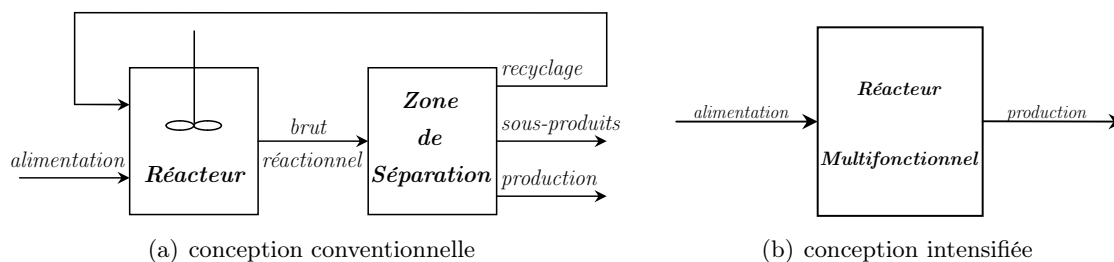 recyclage
Zone
de
Séparation
sous-produits
production
brut
réactionnel
alimentation
Réacteur
(a) conception conventionnelle
Réacteur
Multifonctionnel
alimentation
production
(b) conception intensifiée